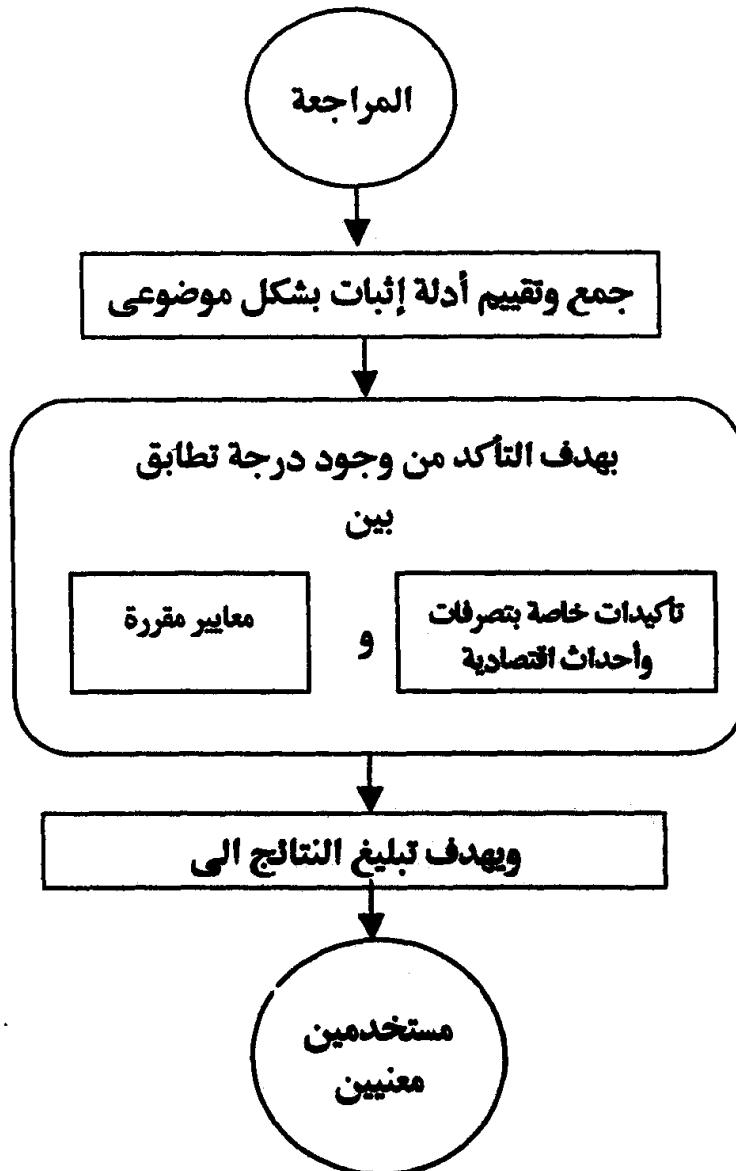 المراجعة
جمع وتقييم أدلة إثبات بشكل موضوعى
بهدف التأكد من وجود درجة تطابق
بين
تأكيدات خاصة بتصرفات
وأحداث اقتصادية
و
معايير مقررة
وبهدف تبليغ النتائج الى
مستخدمين
معنيين